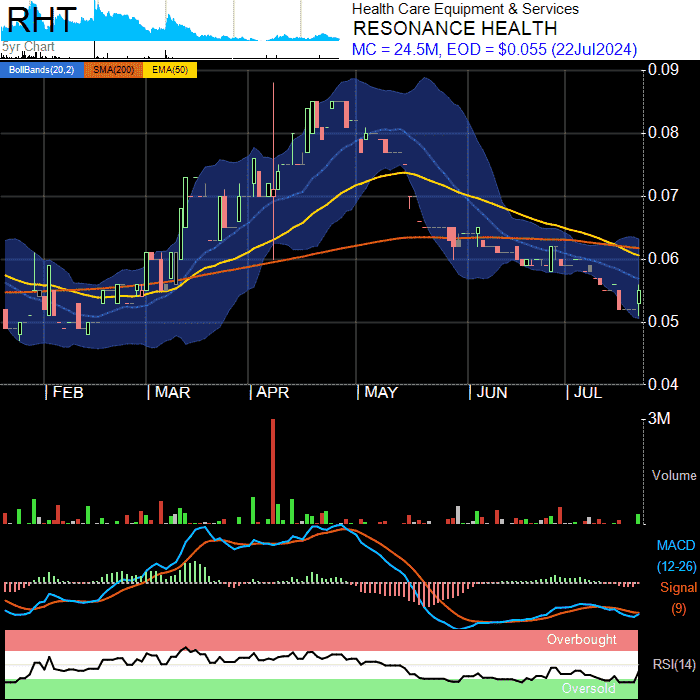 RHT
5yr Chart
Health Care Equipment & Services
RESONANCE HEALTH
MC = 24.5M, EOD = $0.055 (22Jul2024)
BollBands(20,2) SMA(200) EMA(50)
0.09
0.08
0.07
0.06
0.05
0.04
FEB MAR APR MAY JUN JUL
3M
Volume
MACD
(12-26)
Signal
(9)
Overbought
RSI(14)
Oversold